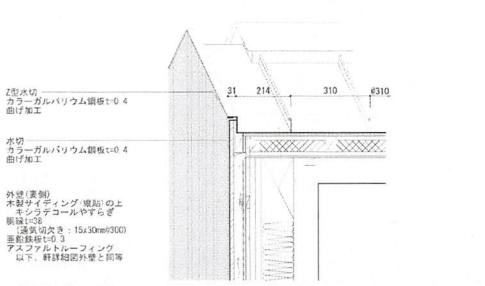 31 214 310 @310
Z型水切
カラーガルバリウム鋼板t=0.4
曲げ加工
水切
カラーガルバリウム鋼板t=0.4
曲げ加工
外壁(妻側)
木製サイディング(縦貼)の上
キシラデコールやすらぎ
胴縁t=38
(通気切欠き:15x30mm@300)
亜鉛鉄板t=0.3
アスファルトルーフィング
以下、軒詳細図外壁と同等